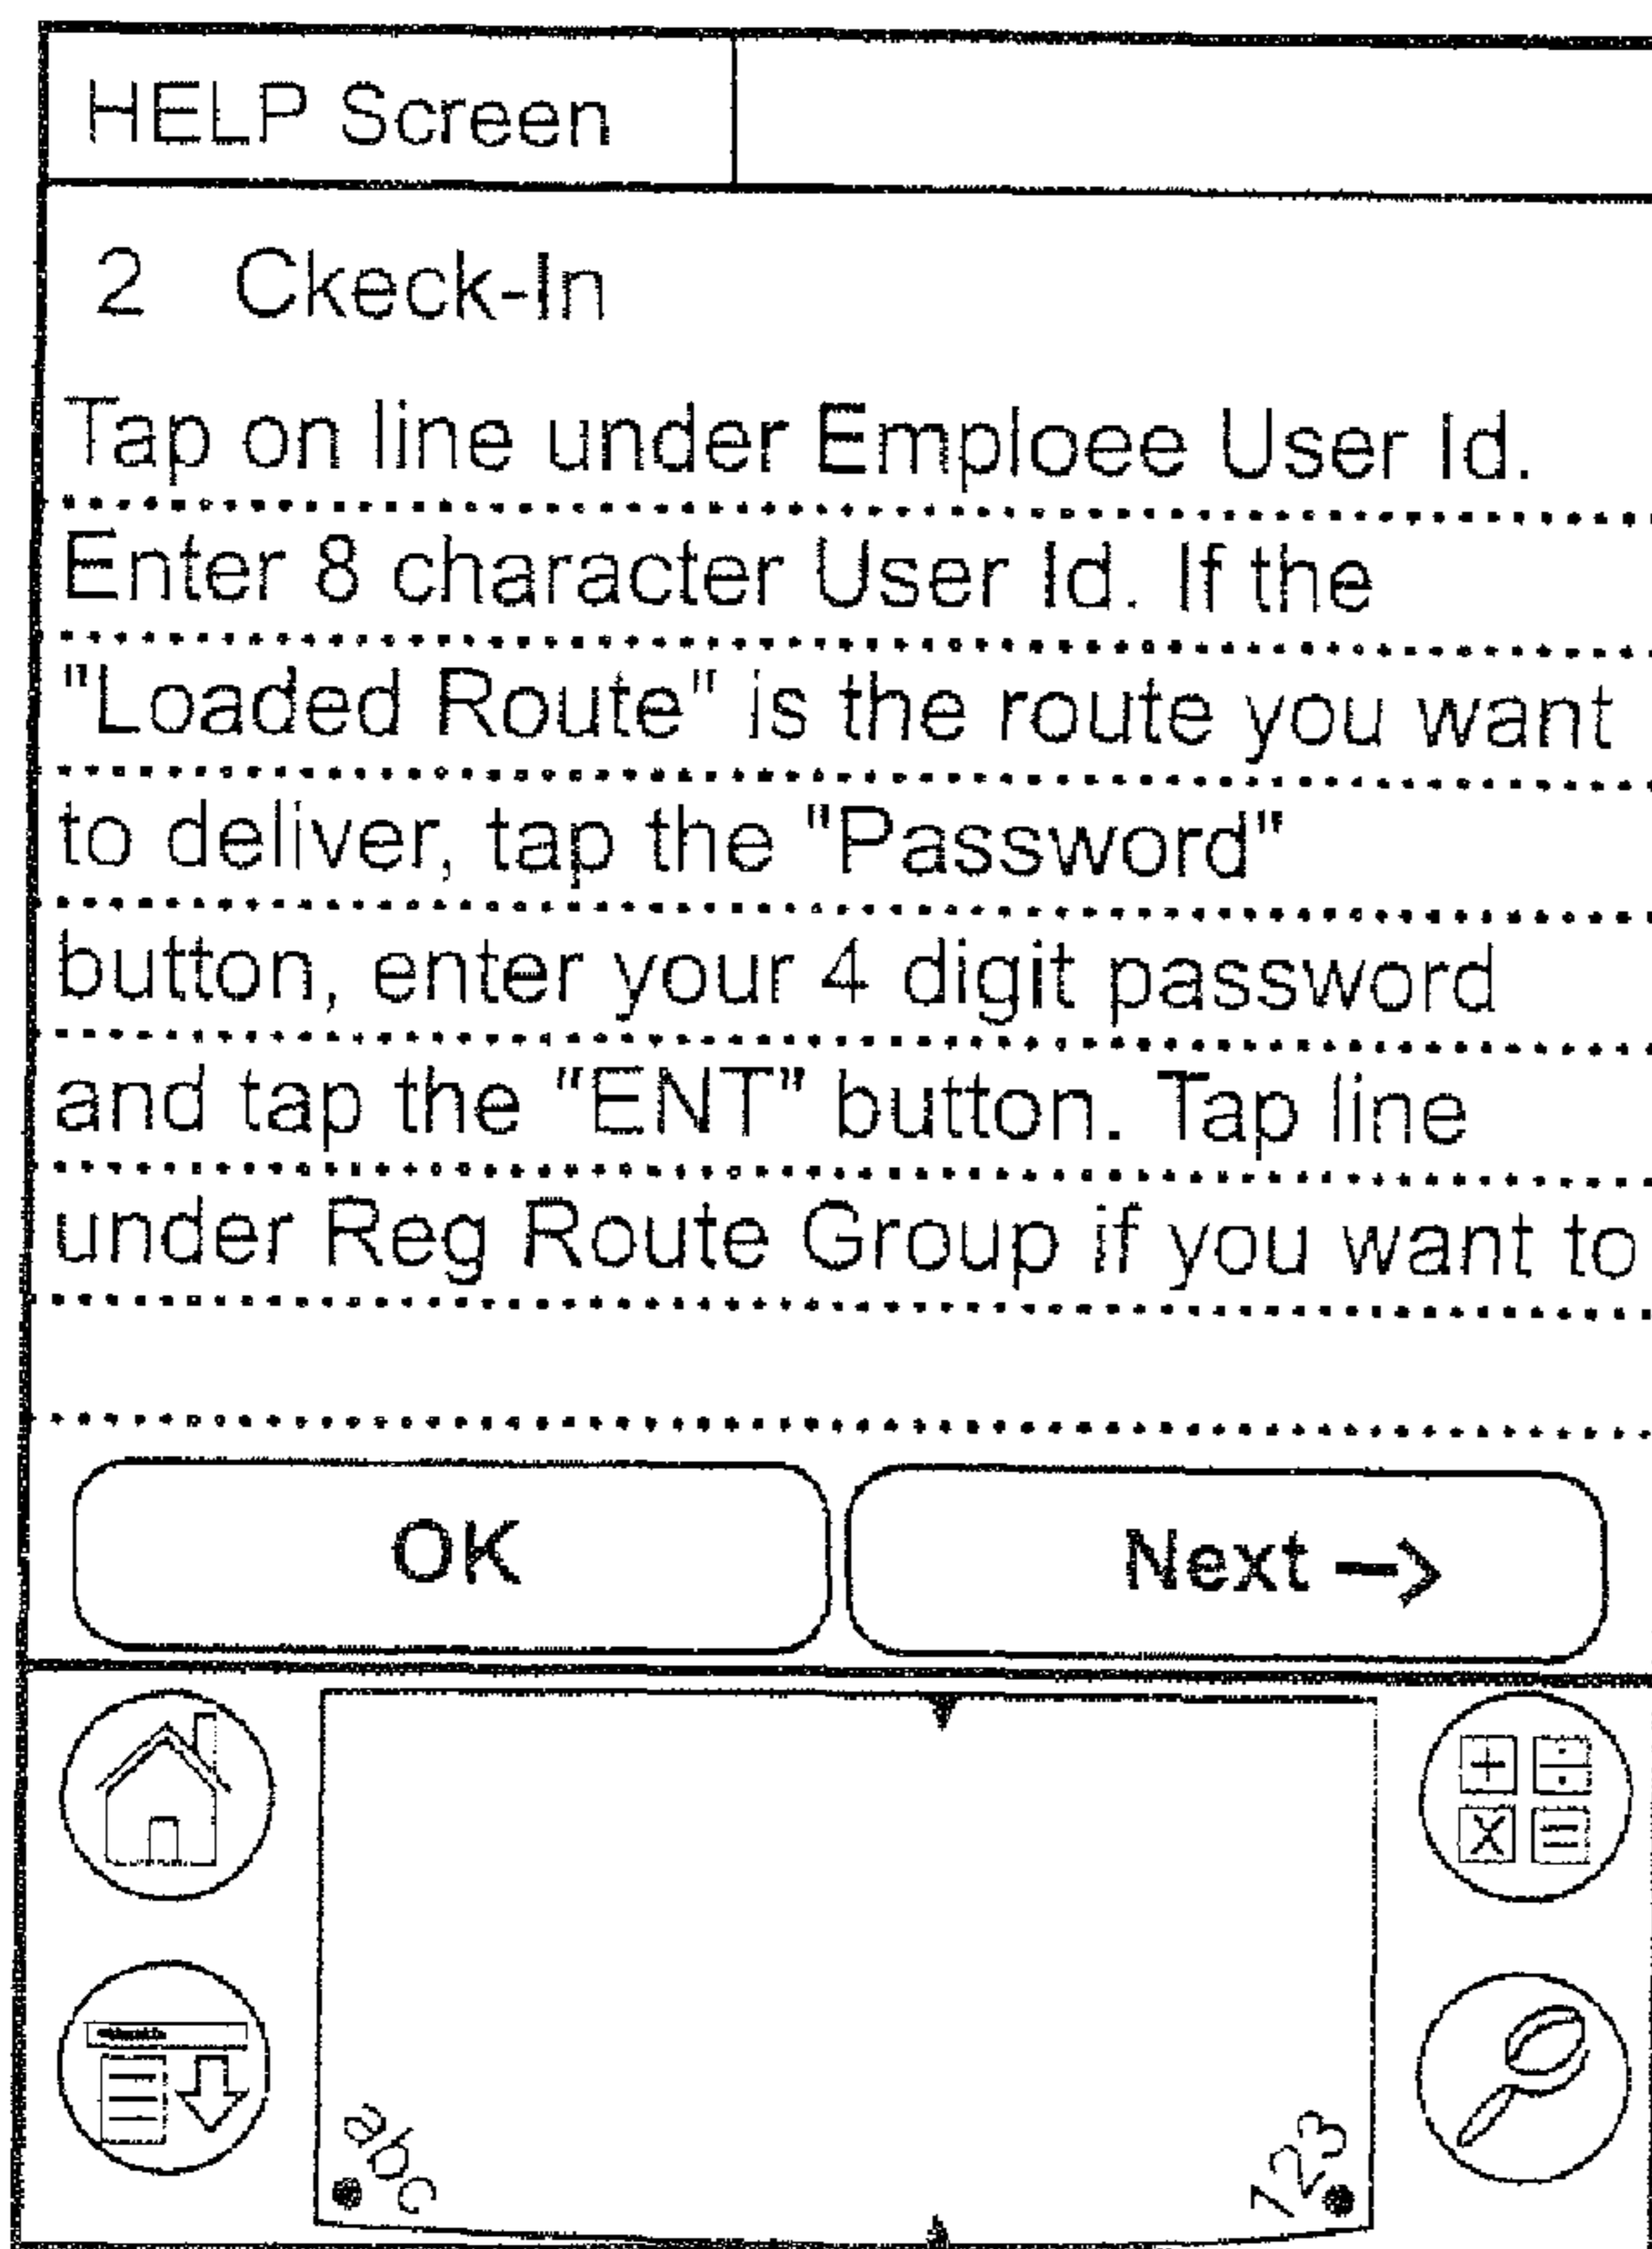 HELP Screen
2 Ckeck-In
Tap on line under Emploee User Id.
Enter 8 character User Id. If the
"Loaded Route" is the route you want
to deliver, tap the "Password"
button, enter your 4 digit password
and tap the "ENT" button. Tap line
under Reg Route Group if you want to
OK
Next -->
+ ÷
X =
abc
123